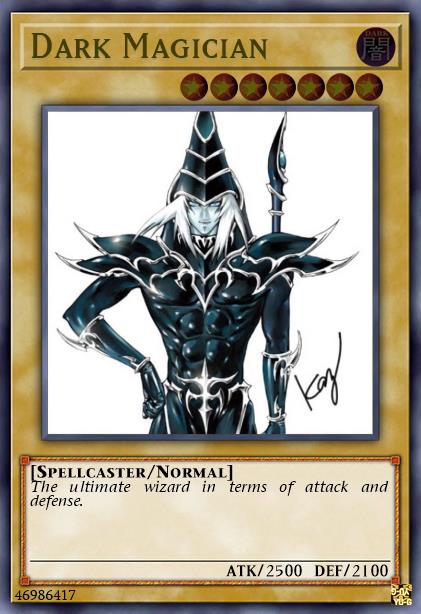 DARK MAGICIAN
DARK
闇
[SPELLCASTER/NORMAL]
The ultimate wizard in terms of attack and
defense.
ATK/2500 DEF/2100
46986417